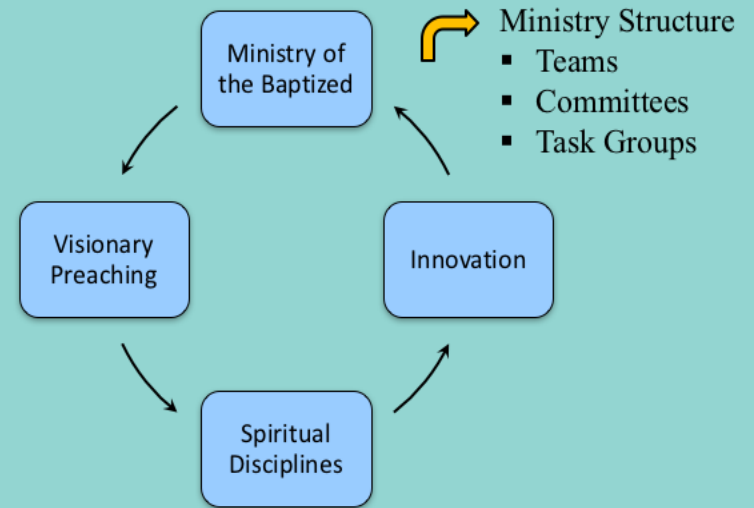 Ministry of
the Baptized
Ministry Structure
▪ Teams
▪ Committees
▪ Task Groups
Visionary
Preaching
Innovation
Spiritual
Disciplines